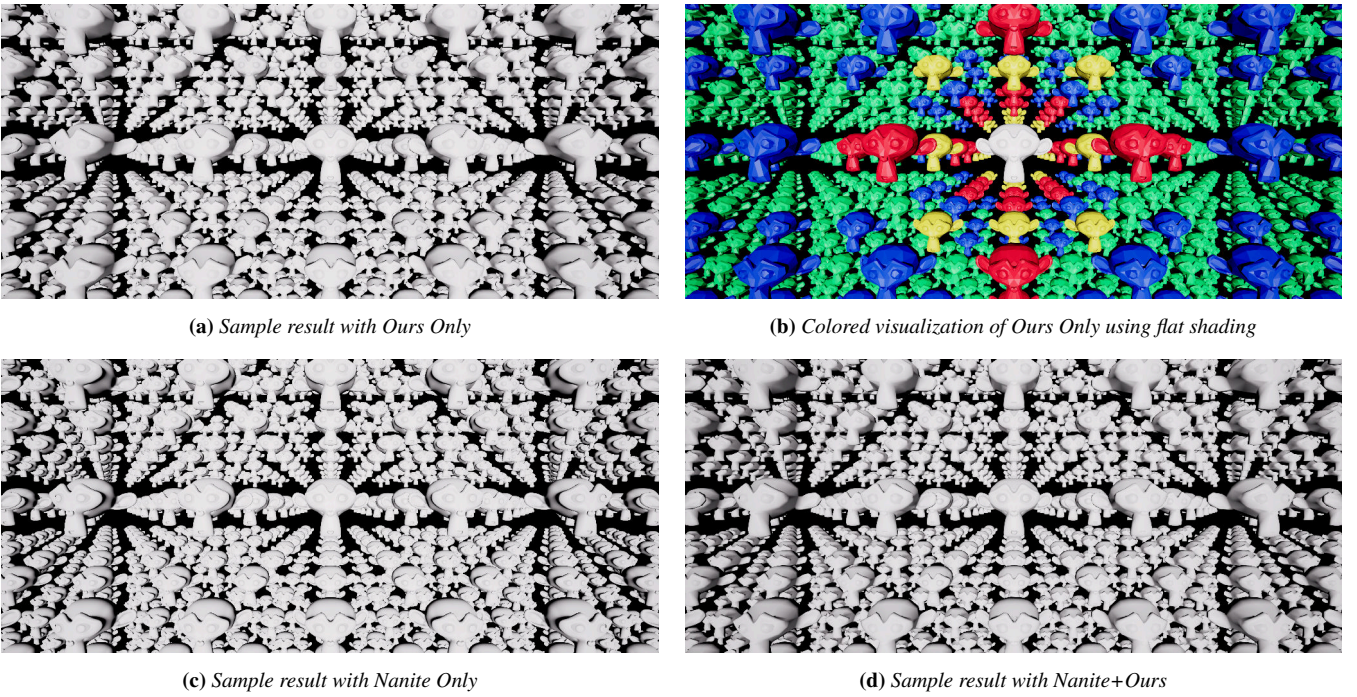 (a) Sample result with Ours Only
(b) Colored visualization of Ours Only using flat shading
(c) Sample result with Nanite Only
(d) Sample result with Nanite+Ours